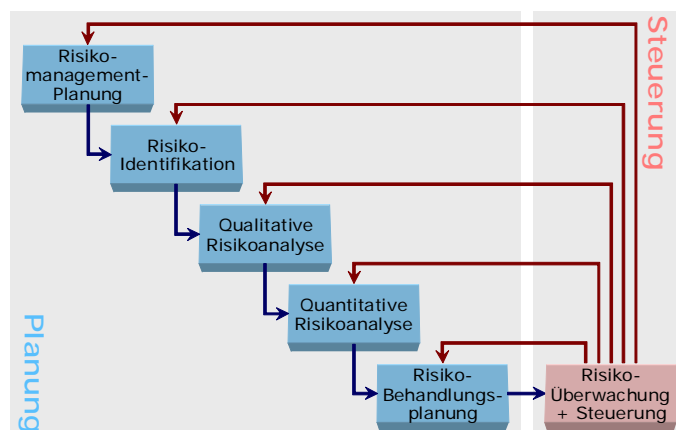 Steuerung
Risiko-
management-
Planung
Risiko-
Identifikation
Qualitative
Risikoanalyse
Quantitative
Risikoanalyse
Planung
Risiko-
Behandlungs-
planung
Risiko-
Überwachung
+ Steuerung